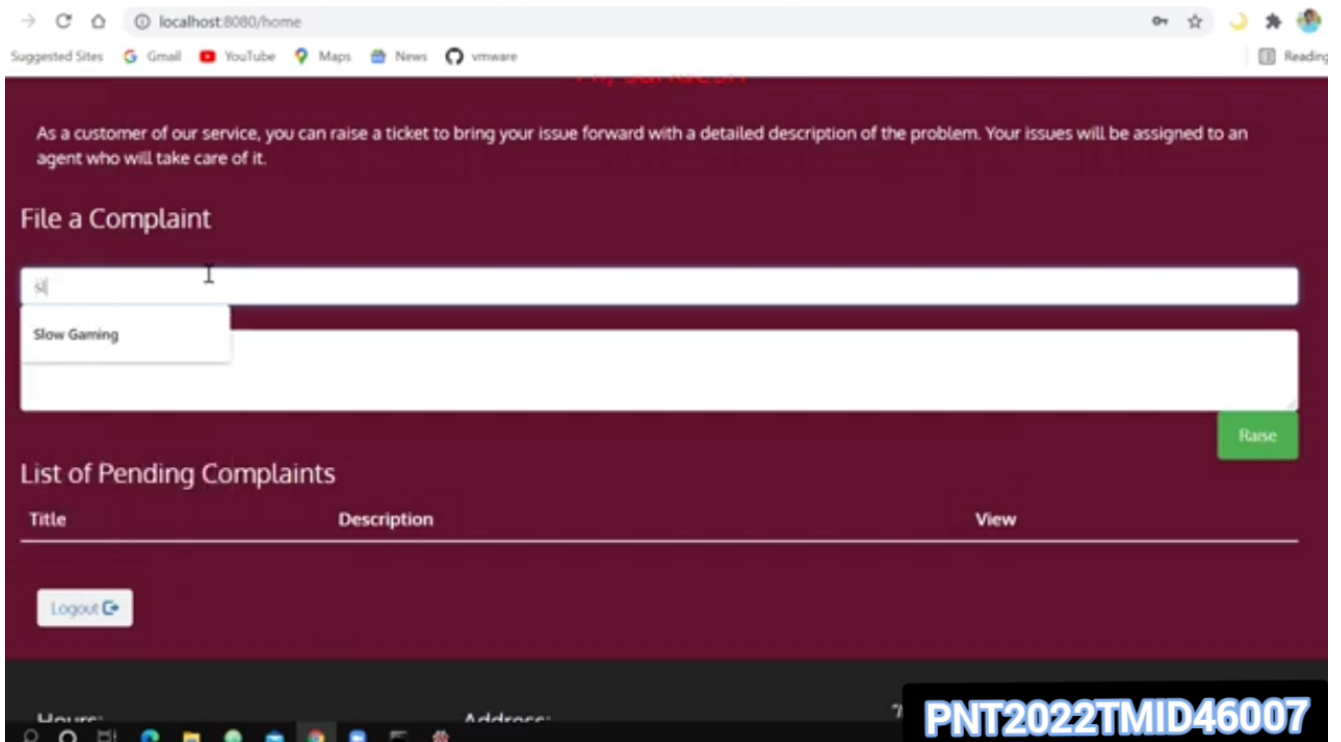 localhost:8080/home
Suggested Sites Gmail YouTube Maps News vmware Reading
As a customer of our service, you can raise a ticket to bring your issue forward with a detailed description of the problem. Your issues will be assigned to an
agent who will take care of it.
File a Complaint
sl
Slow Gaming
Raise
List of Pending Complaints
Title Description View
Logout
Hours: Address:
PNT2022TMID46007